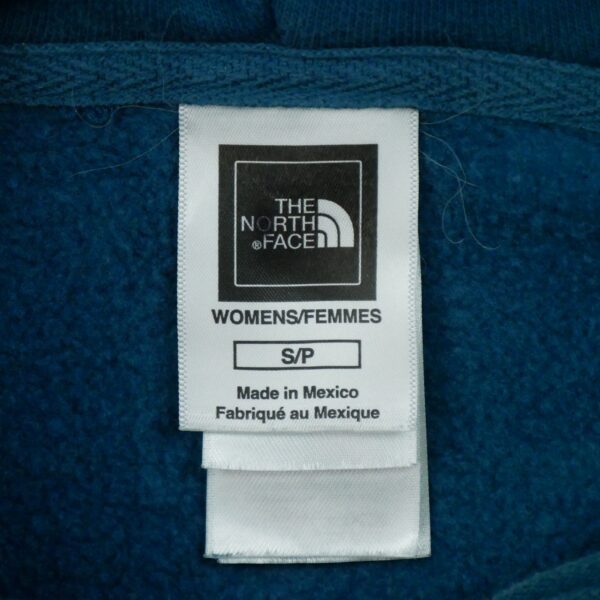 THE
NORTH
®FACE
WOMENS/FEMMES
S/P
Made in Mexico
Fabriqué au Mexique